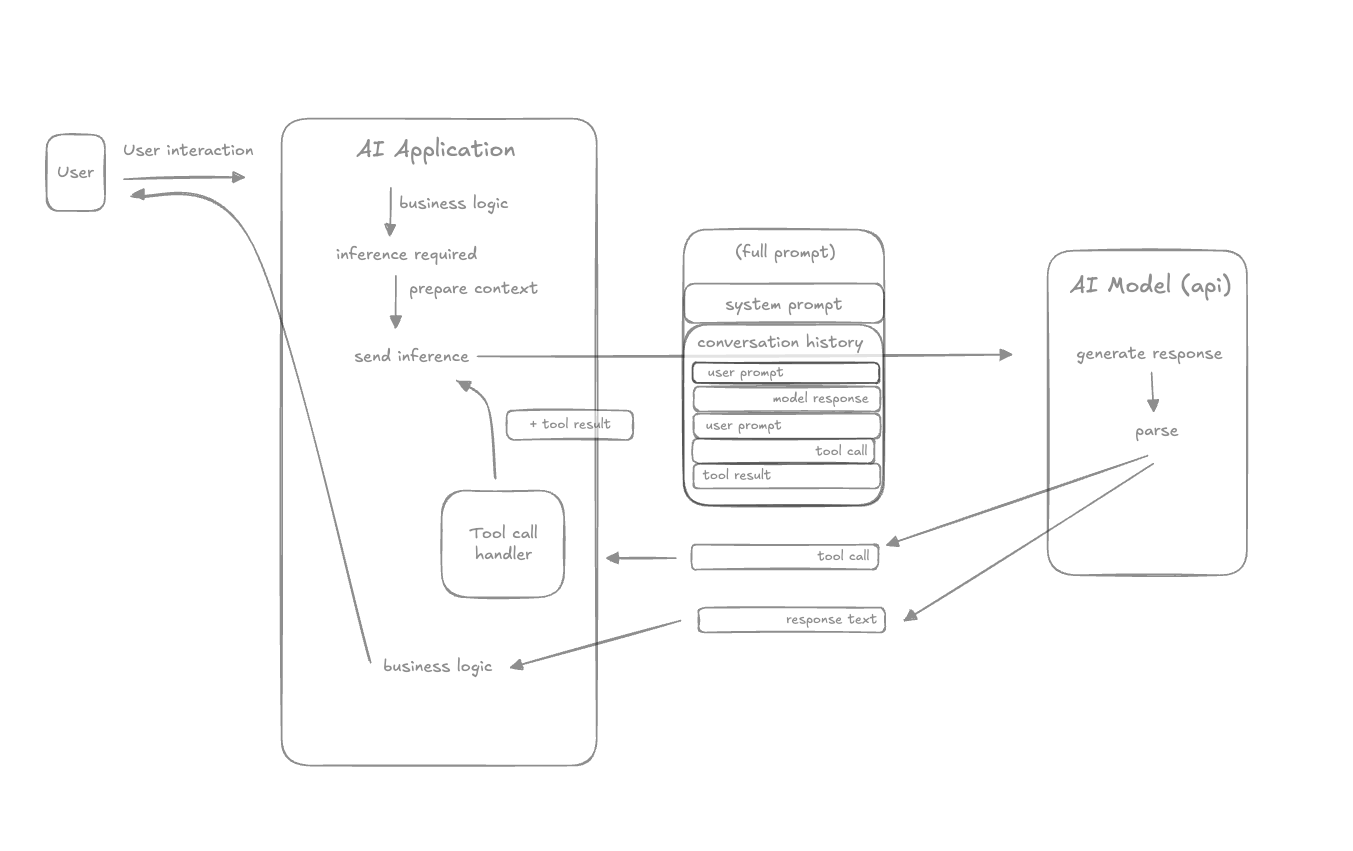 User
User interaction
AI Application
business logic
inference required
prepare context
send inference
+ tool result
Tool call
handler
business logic
(full prompt)
system prompt
conversation history
user prompt
model response
user prompt
tool call
tool result
tool call
response text
AI Model (api)
generate response
parse